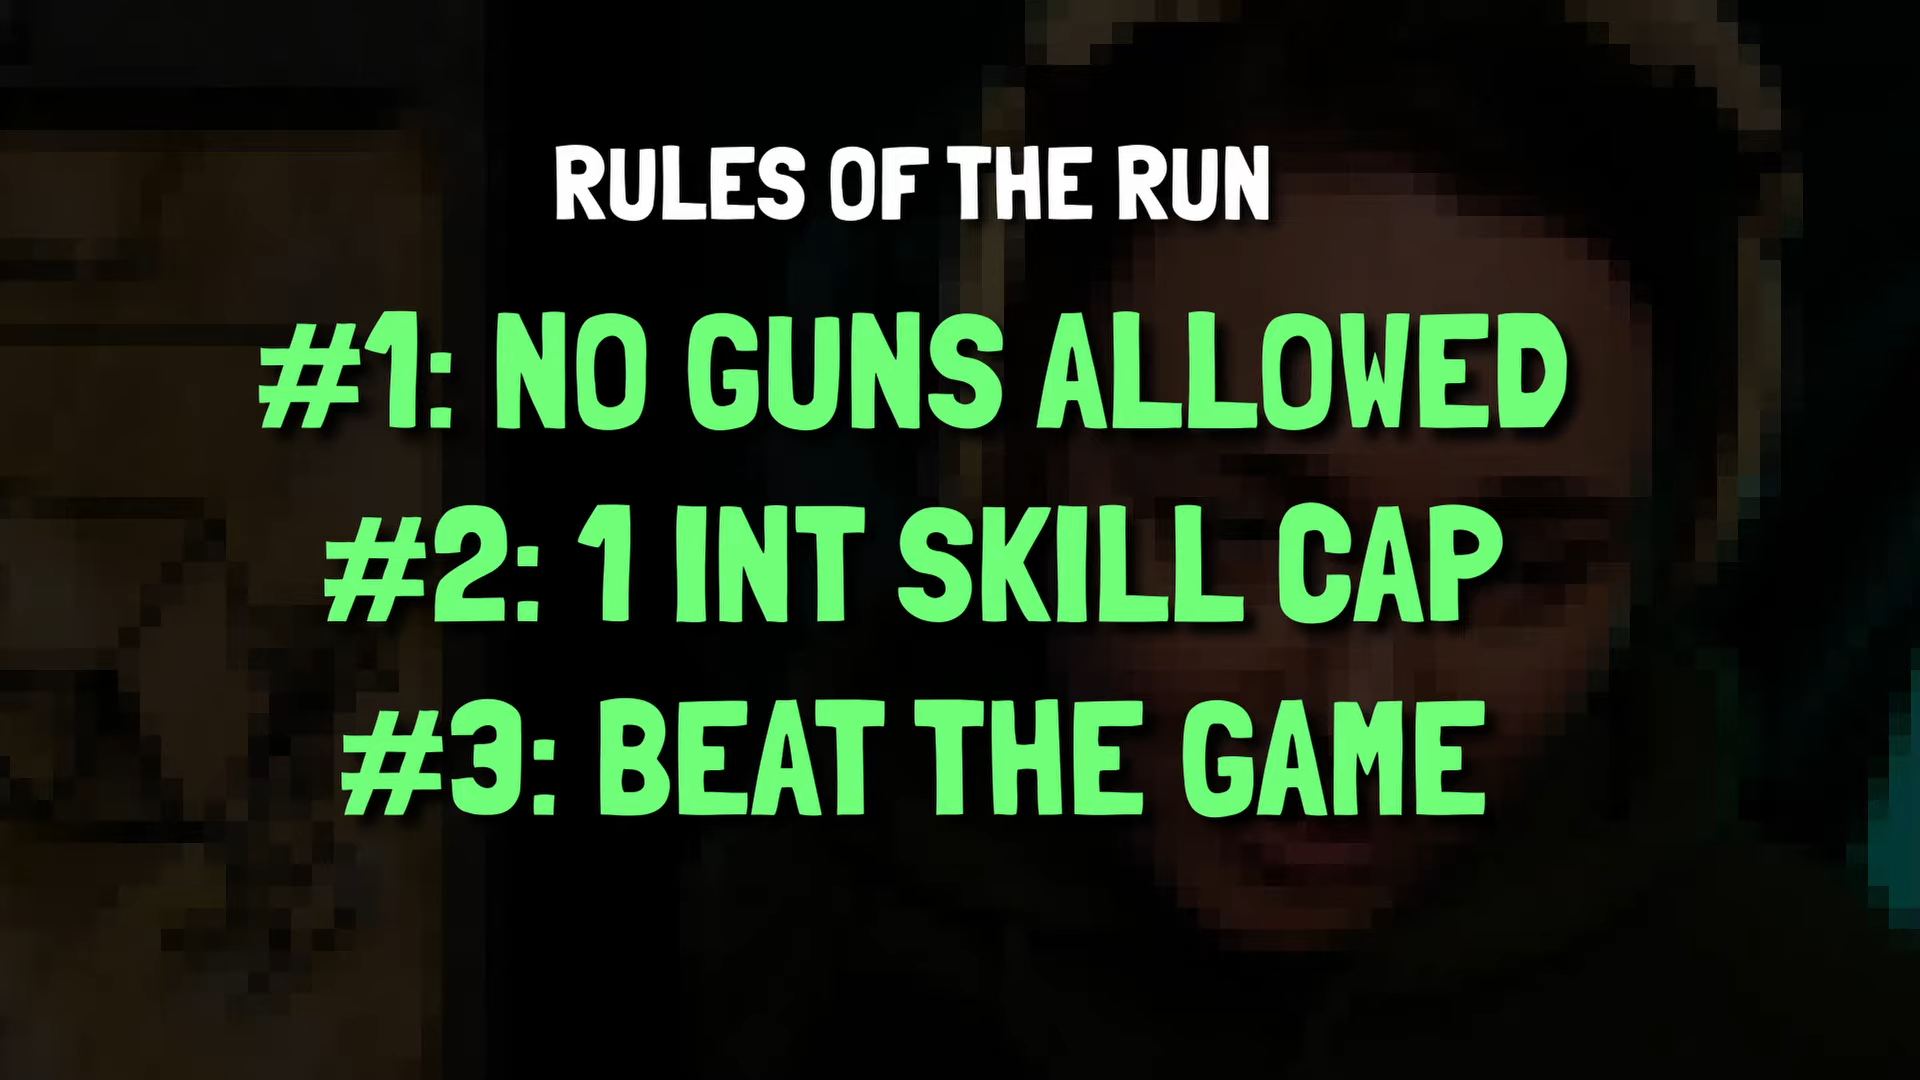 RULES OF THE RUN
#1: NO GUNS ALLOWED
#2: 1 INT SKILL CAP
#3: BEAT THE GAME